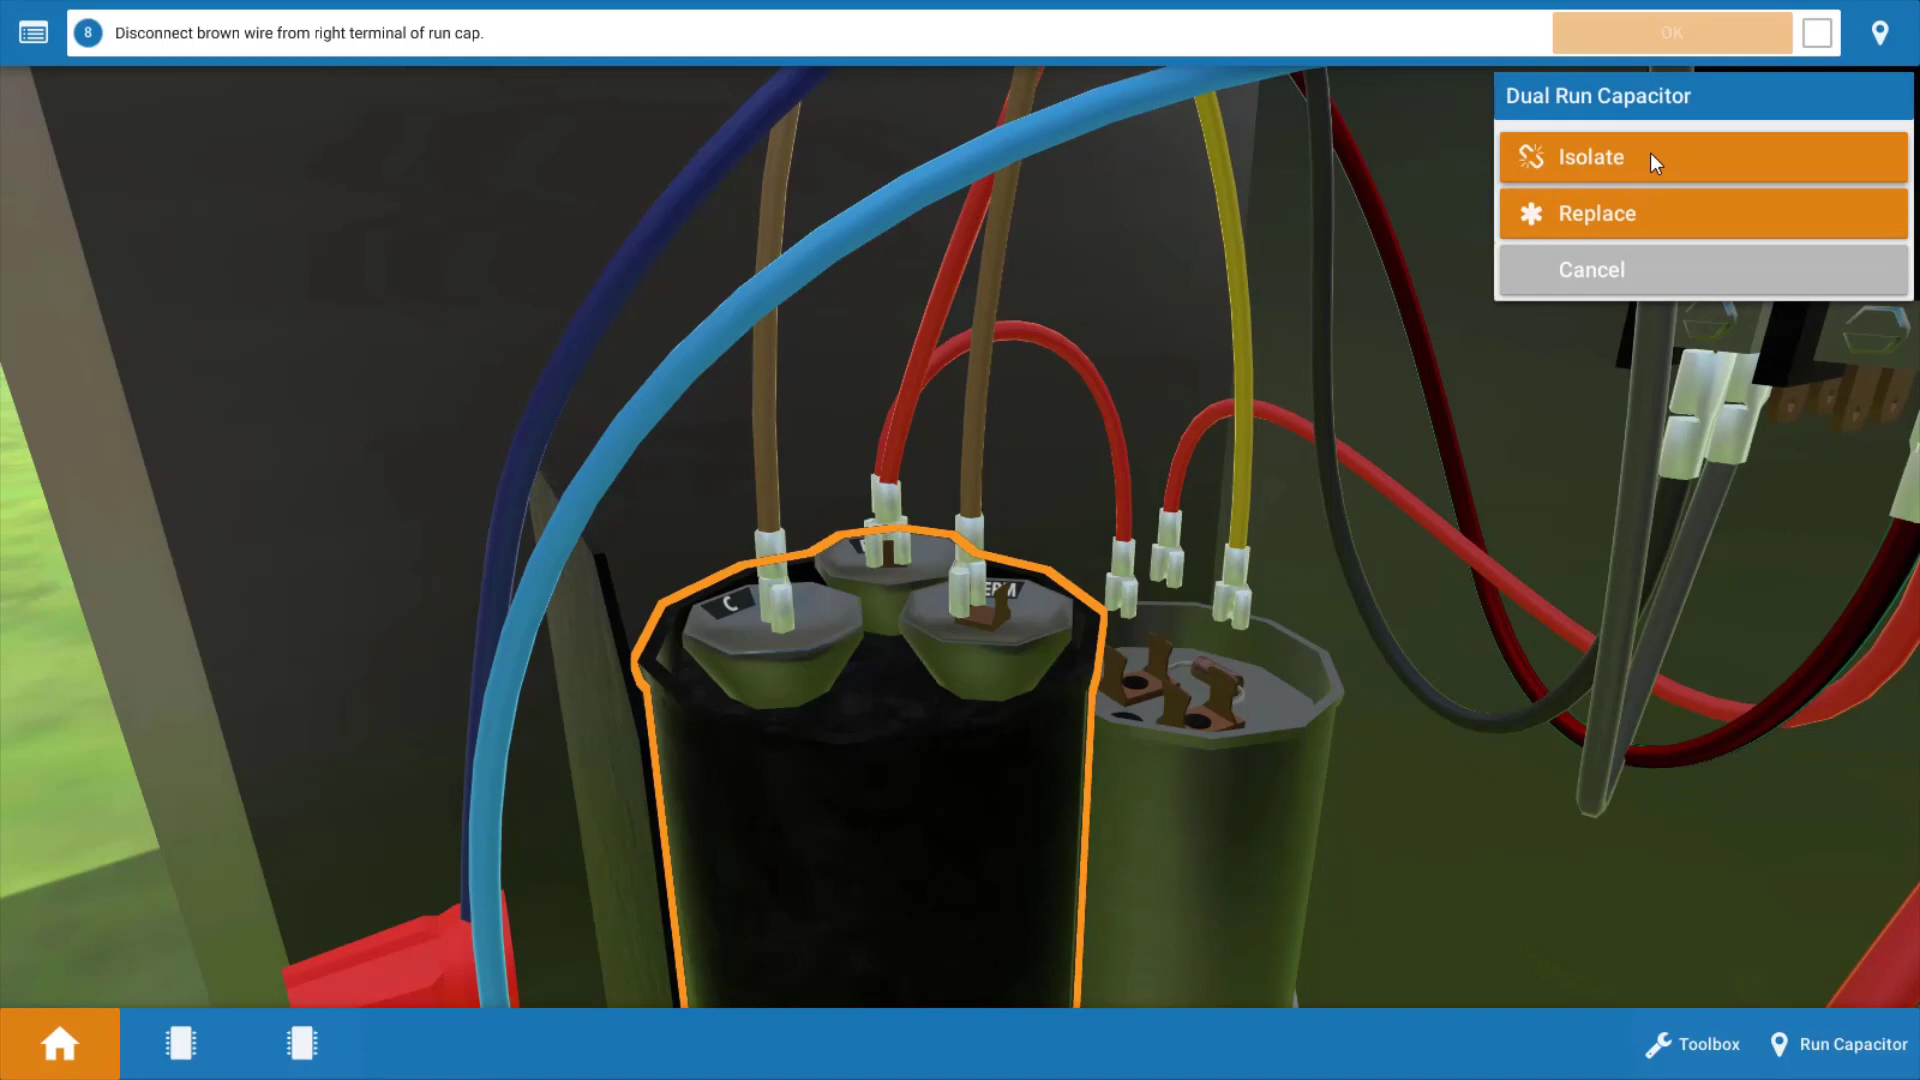 8 Disconnect brown wire from right terminal of run cap.
OK
Dual Run Capacitor
Isolate
Replace
Cancel
C
Toolbox
Run Capacitor